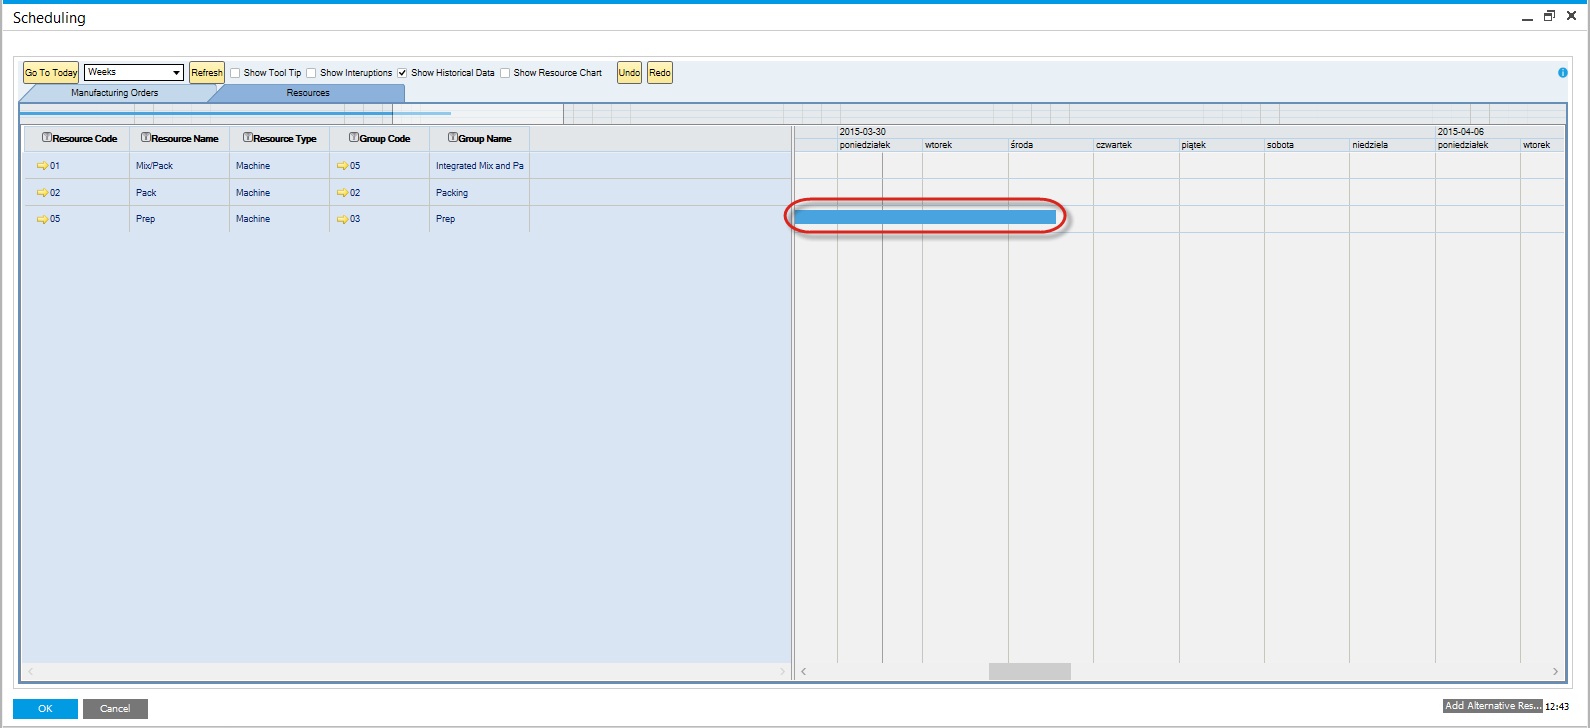 Scheduling
Go To Today Weeks Refresh Show Tool Tip Show Interuptions Show Historical Data Show Resource Chart Undo Redo
Manufacturing Orders Resources
Resource Code Resource Name Resource Type Group Code Group Name
2015-03-30 2015-04-06
poniedziałek wtorek środa czwartek piątek sobota niedziela poniedziałek wtorek
01 Mix/Pack Machine 05 Integrated Mix and Pa
02 Pack Machine 02 Packing
05 Prep Machine 03 Prep
OK Cancel Add Alternative Res... 12:43